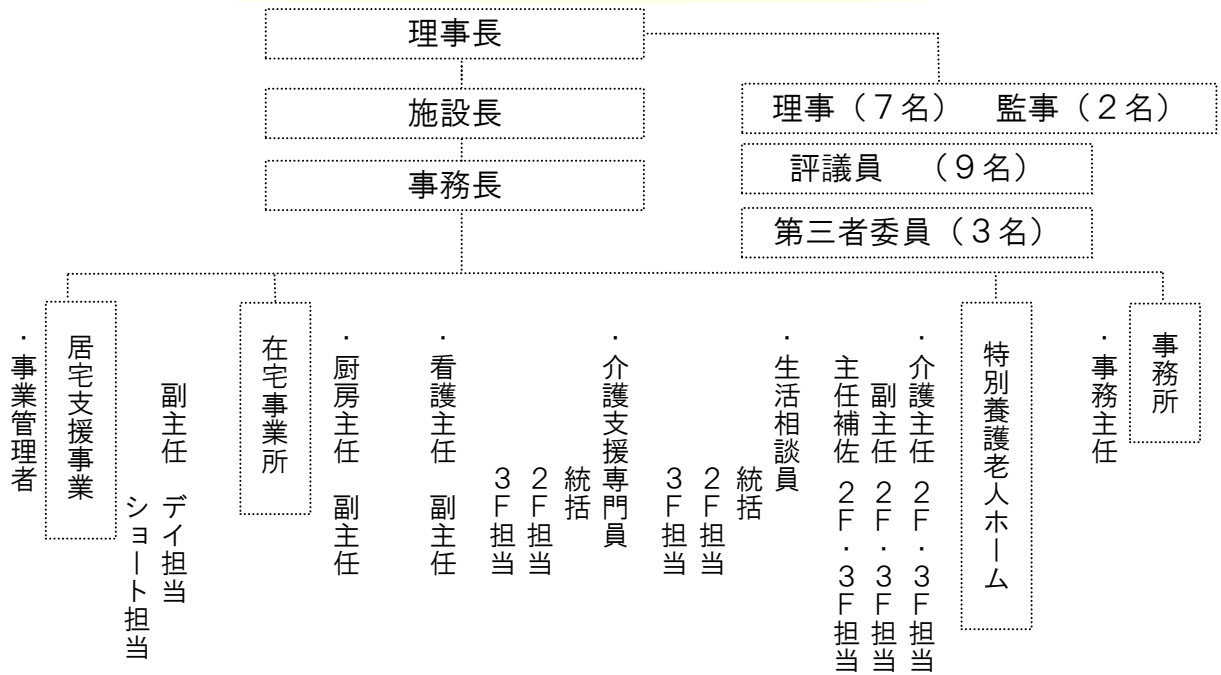 理事長
施設長
事務長
理事（７名）　監事（２名）
評議員　（９名）
第三者委員（３名）
事務所
・事務主任
特別養護老人ホーム
・介護主任 ２Ｆ・３Ｆ担当
副主任 ２Ｆ・３Ｆ担当
主任補佐 ２Ｆ・３Ｆ担当
・生活相談員
統括
２Ｆ担当
３Ｆ担当
・介護支援専門員
統括
２Ｆ担当
３Ｆ担当
・看護主任　副主任
・厨房主任　副主任
在宅事業所
副主任　デイ担当
ショート担当
居宅支援事業
・事業管理者